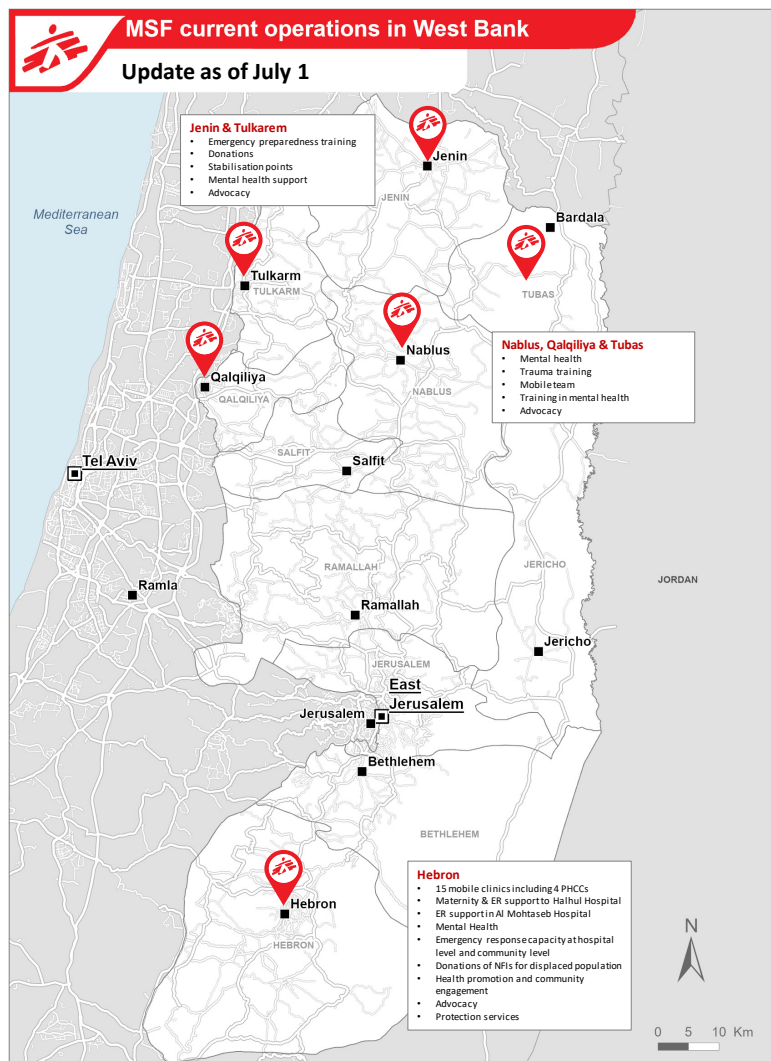 MSF current operations in West Bank
Update as of July 1
Jenin & Tulkarem
• Emergency preparedness training
• Donations
• Stabilisation points
• Mental health support
• Advocacy
Jenin
JENIN
Mediterranean
Sea
Bardala
Tulkarm
TULKARM
TUBAS
Nablus
NABLUS
Nablus, Qalqiliya & Tubas
• Mental health
• Trauma training
• Mobile team
• Training in mental health
• Advocacy
Qalqiliya
QALQILIYA
SALFIT
Salfit
Tel Aviv
RAMALLAH
JERICHO
JORDAN
Ramla
Ramallah
Jericho
JERUSALEM
East
Jerusalem
Jerusalem
Bethlehem
BETHLEHEM
Hebron
HEBRON
Hebron
• 15 mobile clinics including 4 PHCCs
• Maternity & ER support to Halhul Hospital
• ER support in Al Mohtaseb Hospital
• Mental Health
• Emergency response capacity at hospital
level and community level
• Donations of NFIs for displaced population
• Health promotion and community
engagement
• Advocacy
• Protection services
N
0 5 10 Km